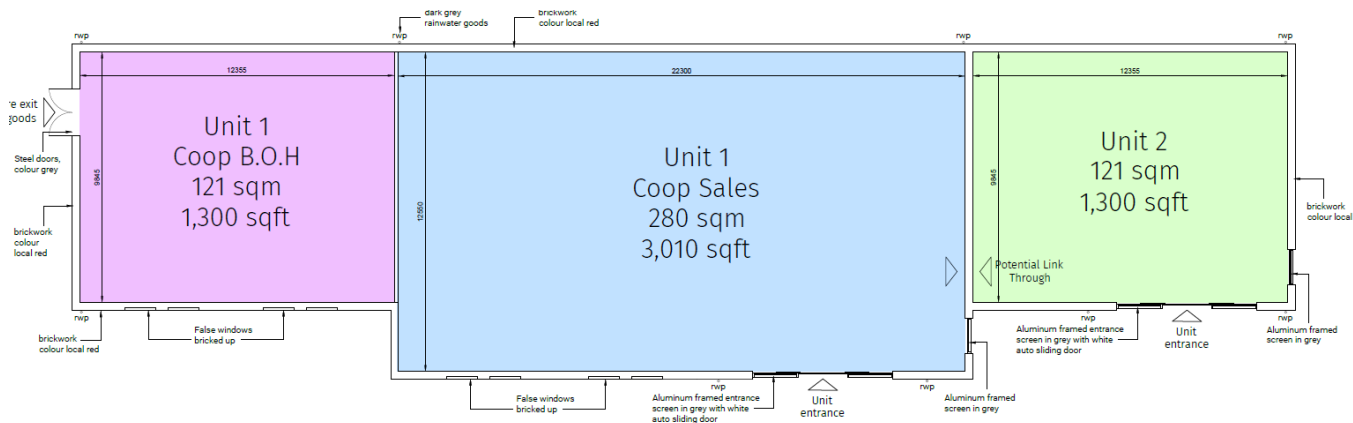 dark grey
rainwater goods
brickwork
colour local red
rwp
rwp
rwp
rwp
12355
22300
12355
re exit
goods
Steel doors,
colour grey
9845
Unit 1
Coop B.O.H
121 sqm
1,300 sqft
12550
Unit 1
Coop Sales
280 sqm
3,010 sqft
9845
Unit 2
121 sqm
1,300 sqft
brickwork
colour local
brickwork
colour
local red
Potential Link
Through
rwp
brickwork
colour local red
False windows
bricked up
rwp
rwp
Aluminum framed entrance
screen in grey with white
auto sliding door
Unit
entrance
Aluminum framed
screen in grey
False windows
bricked up
rwp
Aluminum framed entrance
screen in grey with white
auto sliding door
Unit
entrance
rwp
Aluminum framed
screen in grey